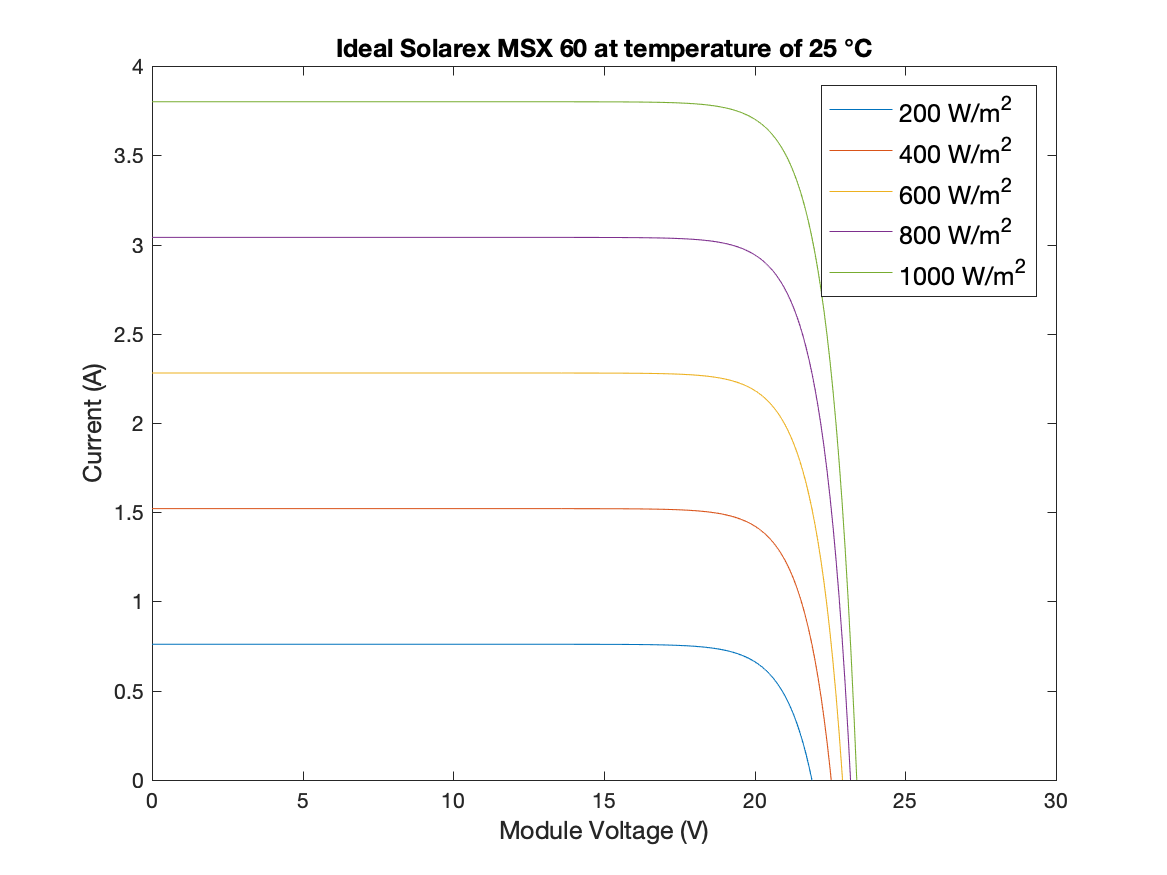 Ideal Solarex MSX 60 at temperature of 25 °C
4
3.5
3
2.5
2
1.5
1
0.5
0
Current (A)
200 W/m²
400 W/m²
600 W/m²
800 W/m²
1000 W/m²
0 5 10 15 20 25 30
Module Voltage (V)